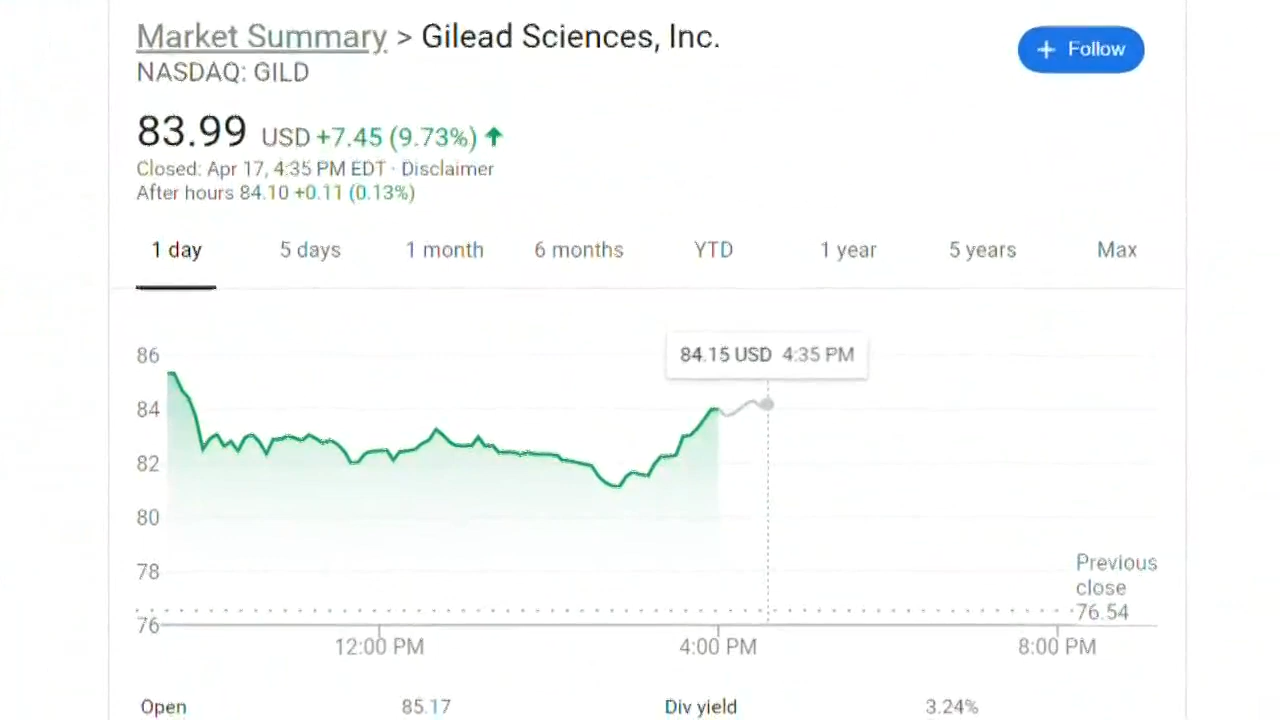 Market Summary > Gilead Sciences, Inc.
+ Follow
NASDAQ: GILD
83.99 USD +7.45 (9.73%) ↑
Closed: Apr 17, 4:35 PM EDT · Disclaimer
After hours 84.10 +0.11 (0.13%)
1 day 5 days 1 month 6 months YTD 1 year 5 years Max
84.15 USD 4:35 PM
86
84
82
80
78
76
Previous
close
76.54
12:00 PM 4:00 PM 8:00 PM
Open 85.17 Div yield 3.24%